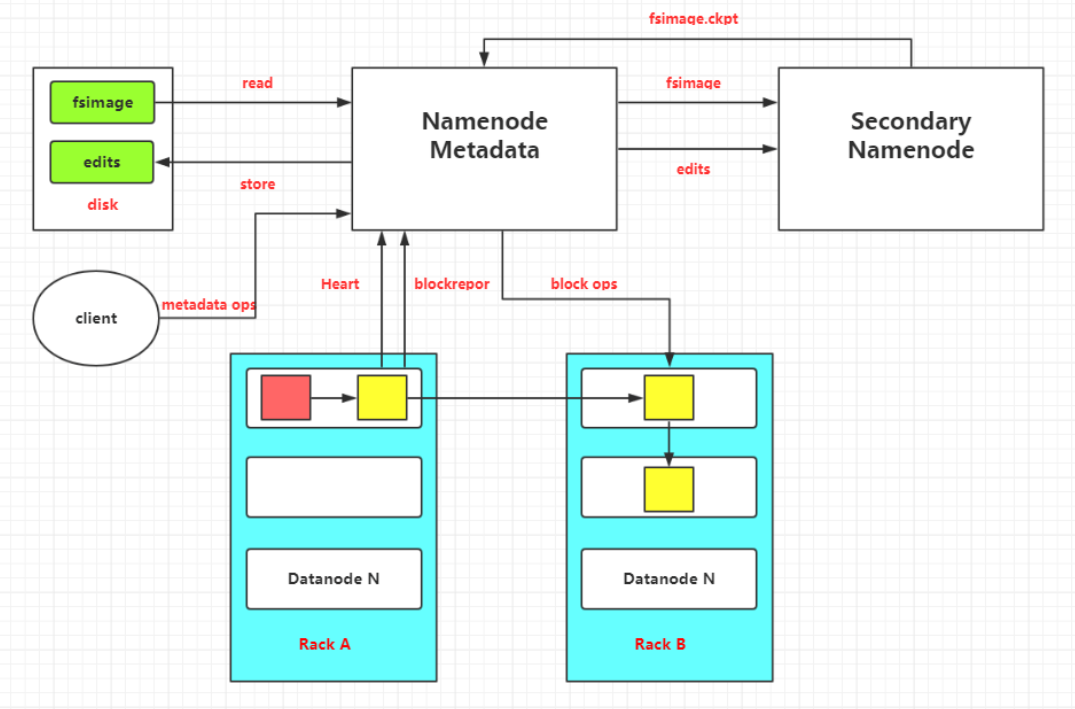 fsimage.ckpt
fsimage
read
fsimage
Namenode
Metadata
Secondary
Namenode
edits
edits
store
disk
Heart
blockrepor
block ops
metadata ops
client
Datanode N
Datanode N
Rack A
Rack B